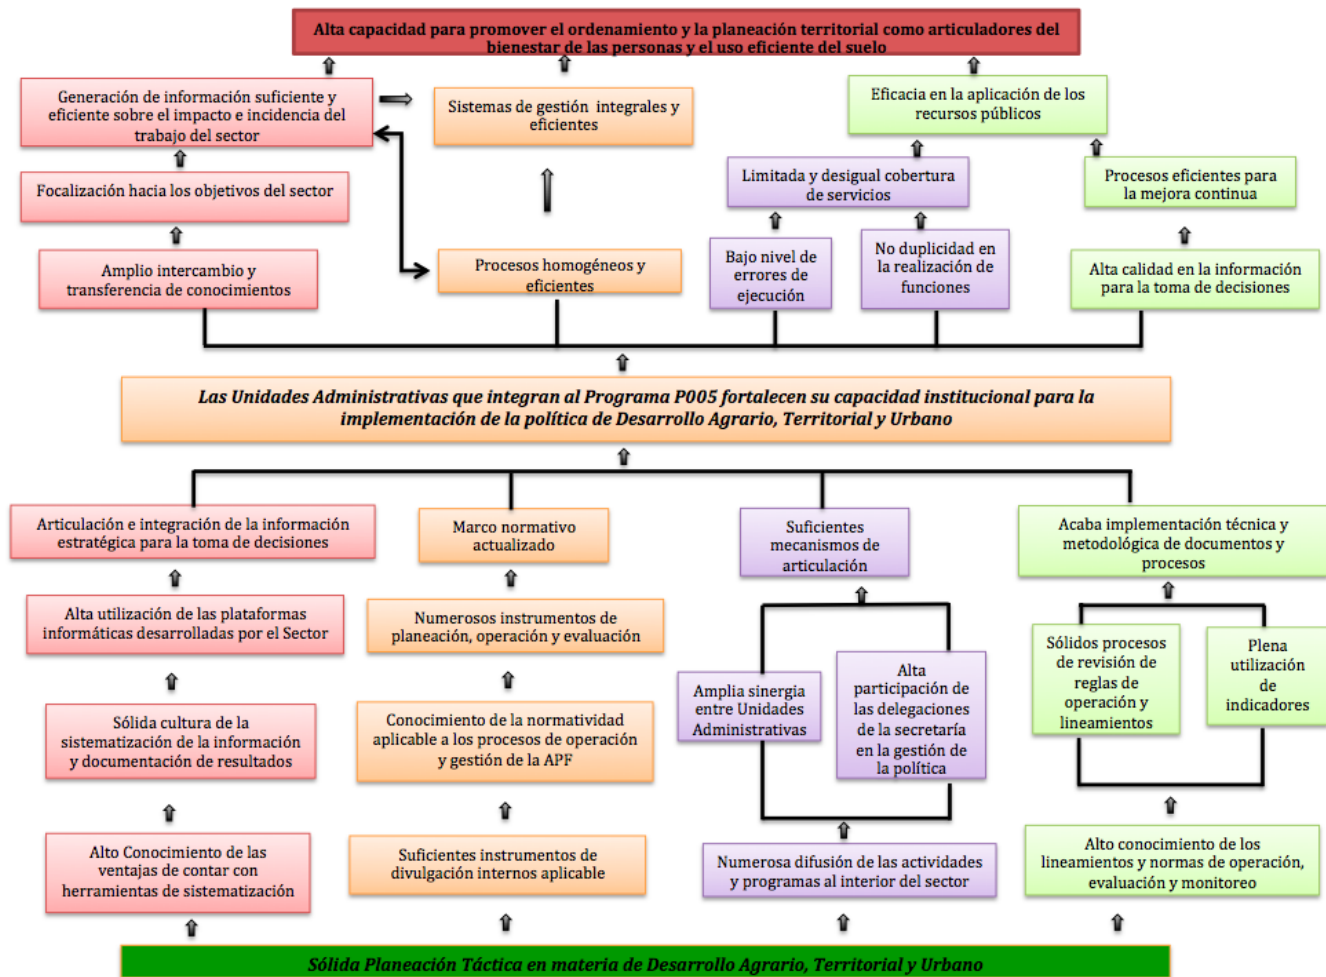 Alta capacidad para promover el ordenamiento y la planeación territorial como articuladores del
bienestar de las personas y el uso eficiente del suelo
Generación de información suficiente y
eficiente sobre el impacto e incidencia del
trabajo del sector
Sistemas de gestión integrales y
eficientes
Eficacia en la aplicación de los
recursos públicos
Focalización hacia los objetivos del sector
Limitada y desigual cobertura
de servicios
Procesos eficientes para
la mejora continua
Amplio intercambio y
transferencia de conocimientos
Procesos homogéneos y
eficientes
Bajo nivel de
errores de
ejecución
No duplicidad en
la realización de
funciones
Alta calidad en la información
para la toma de decisiones
Las Unidades Administrativas que integran al Programa P005 fortalecen su capacidad institucional para la
implementación de la política de Desarrollo Agrario, Territorial y Urbano
Articulación e integración de la información
estratégica para la toma de decisiones
Marco normativo
actualizado
Suficientes
mecanismos de
articulación
Acaba implementación técnica y
metodológica de documentos y
procesos
Alta utilización de las plataformas
informáticas desarrolladas por el Sector
Numerosos instrumentos de
planeación, operación y evaluación
Amplia sinergia
entre Unidades
Administrativas
Alta
participación de
las delegaciones
de la secretaría
en la gestión de
la política
Sólidos procesos
de revisión de
reglas de
operación y
lineamientos
Plena
utilización
de
indicadores
Sólida cultura de la
sistematización de la información
y documentación de resultados
Conocimiento de la normatividad
aplicable a los procesos de operación
y gestión de la APF
Alto Conocimiento de las
ventajas de contar con
herramientas de sistematización
Suficientes instrumentos de
divulgación internos aplicable
Numerosa difusión de las actividades
y programas al interior del sector
Alto conocimiento de los
lineamientos y normas de operación,
evaluación y monitoreo
Sólida Planeación Táctica en materia de Desarrollo Agrario, Territorial y Urbano